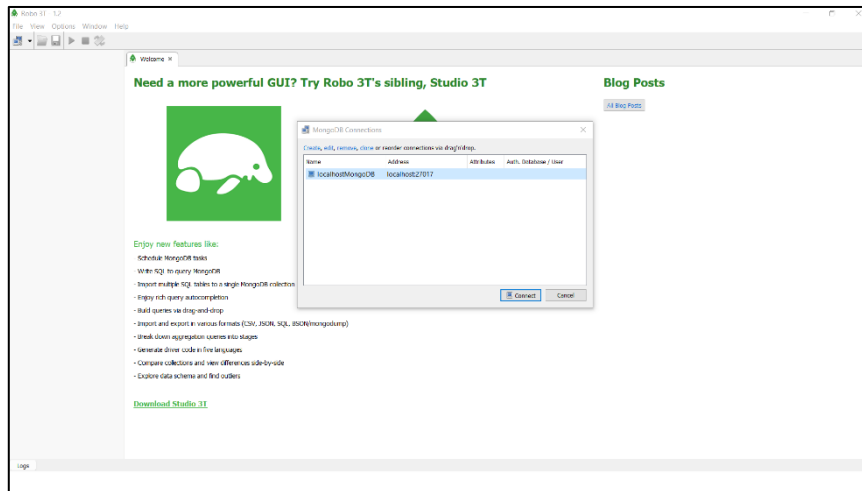 Robo 3T - 1.2
File View Options Window Help
Welcome
Need a more powerful GUI? Try Robo 3T's sibling, Studio 3T
Blog Posts
All Blog Posts
MongoDB Connections
Create, edit, remove, clone or reorder connections via drag'n'drop.
Name Address Attributes Auth. Database / User
localhostMongoDB localhost:27017
Connect Cancel
Enjoy new features like:
- Schedule MongoDB tasks
- Write SQL to query MongoDB
- Import multiple SQL tables to a single MongoDB collection
- Enjoy rich query autocompletion
- Build queries via drag-and-drop
- Import and export in various formats (CSV, JSON, SQL, BSON/mongodump)
- Break down aggregation queries into stages
- Generate driver code in five languages
- Compare collections and view differences side-by-side
- Explore data schema and find outliers
Download Studio 3T
Logs